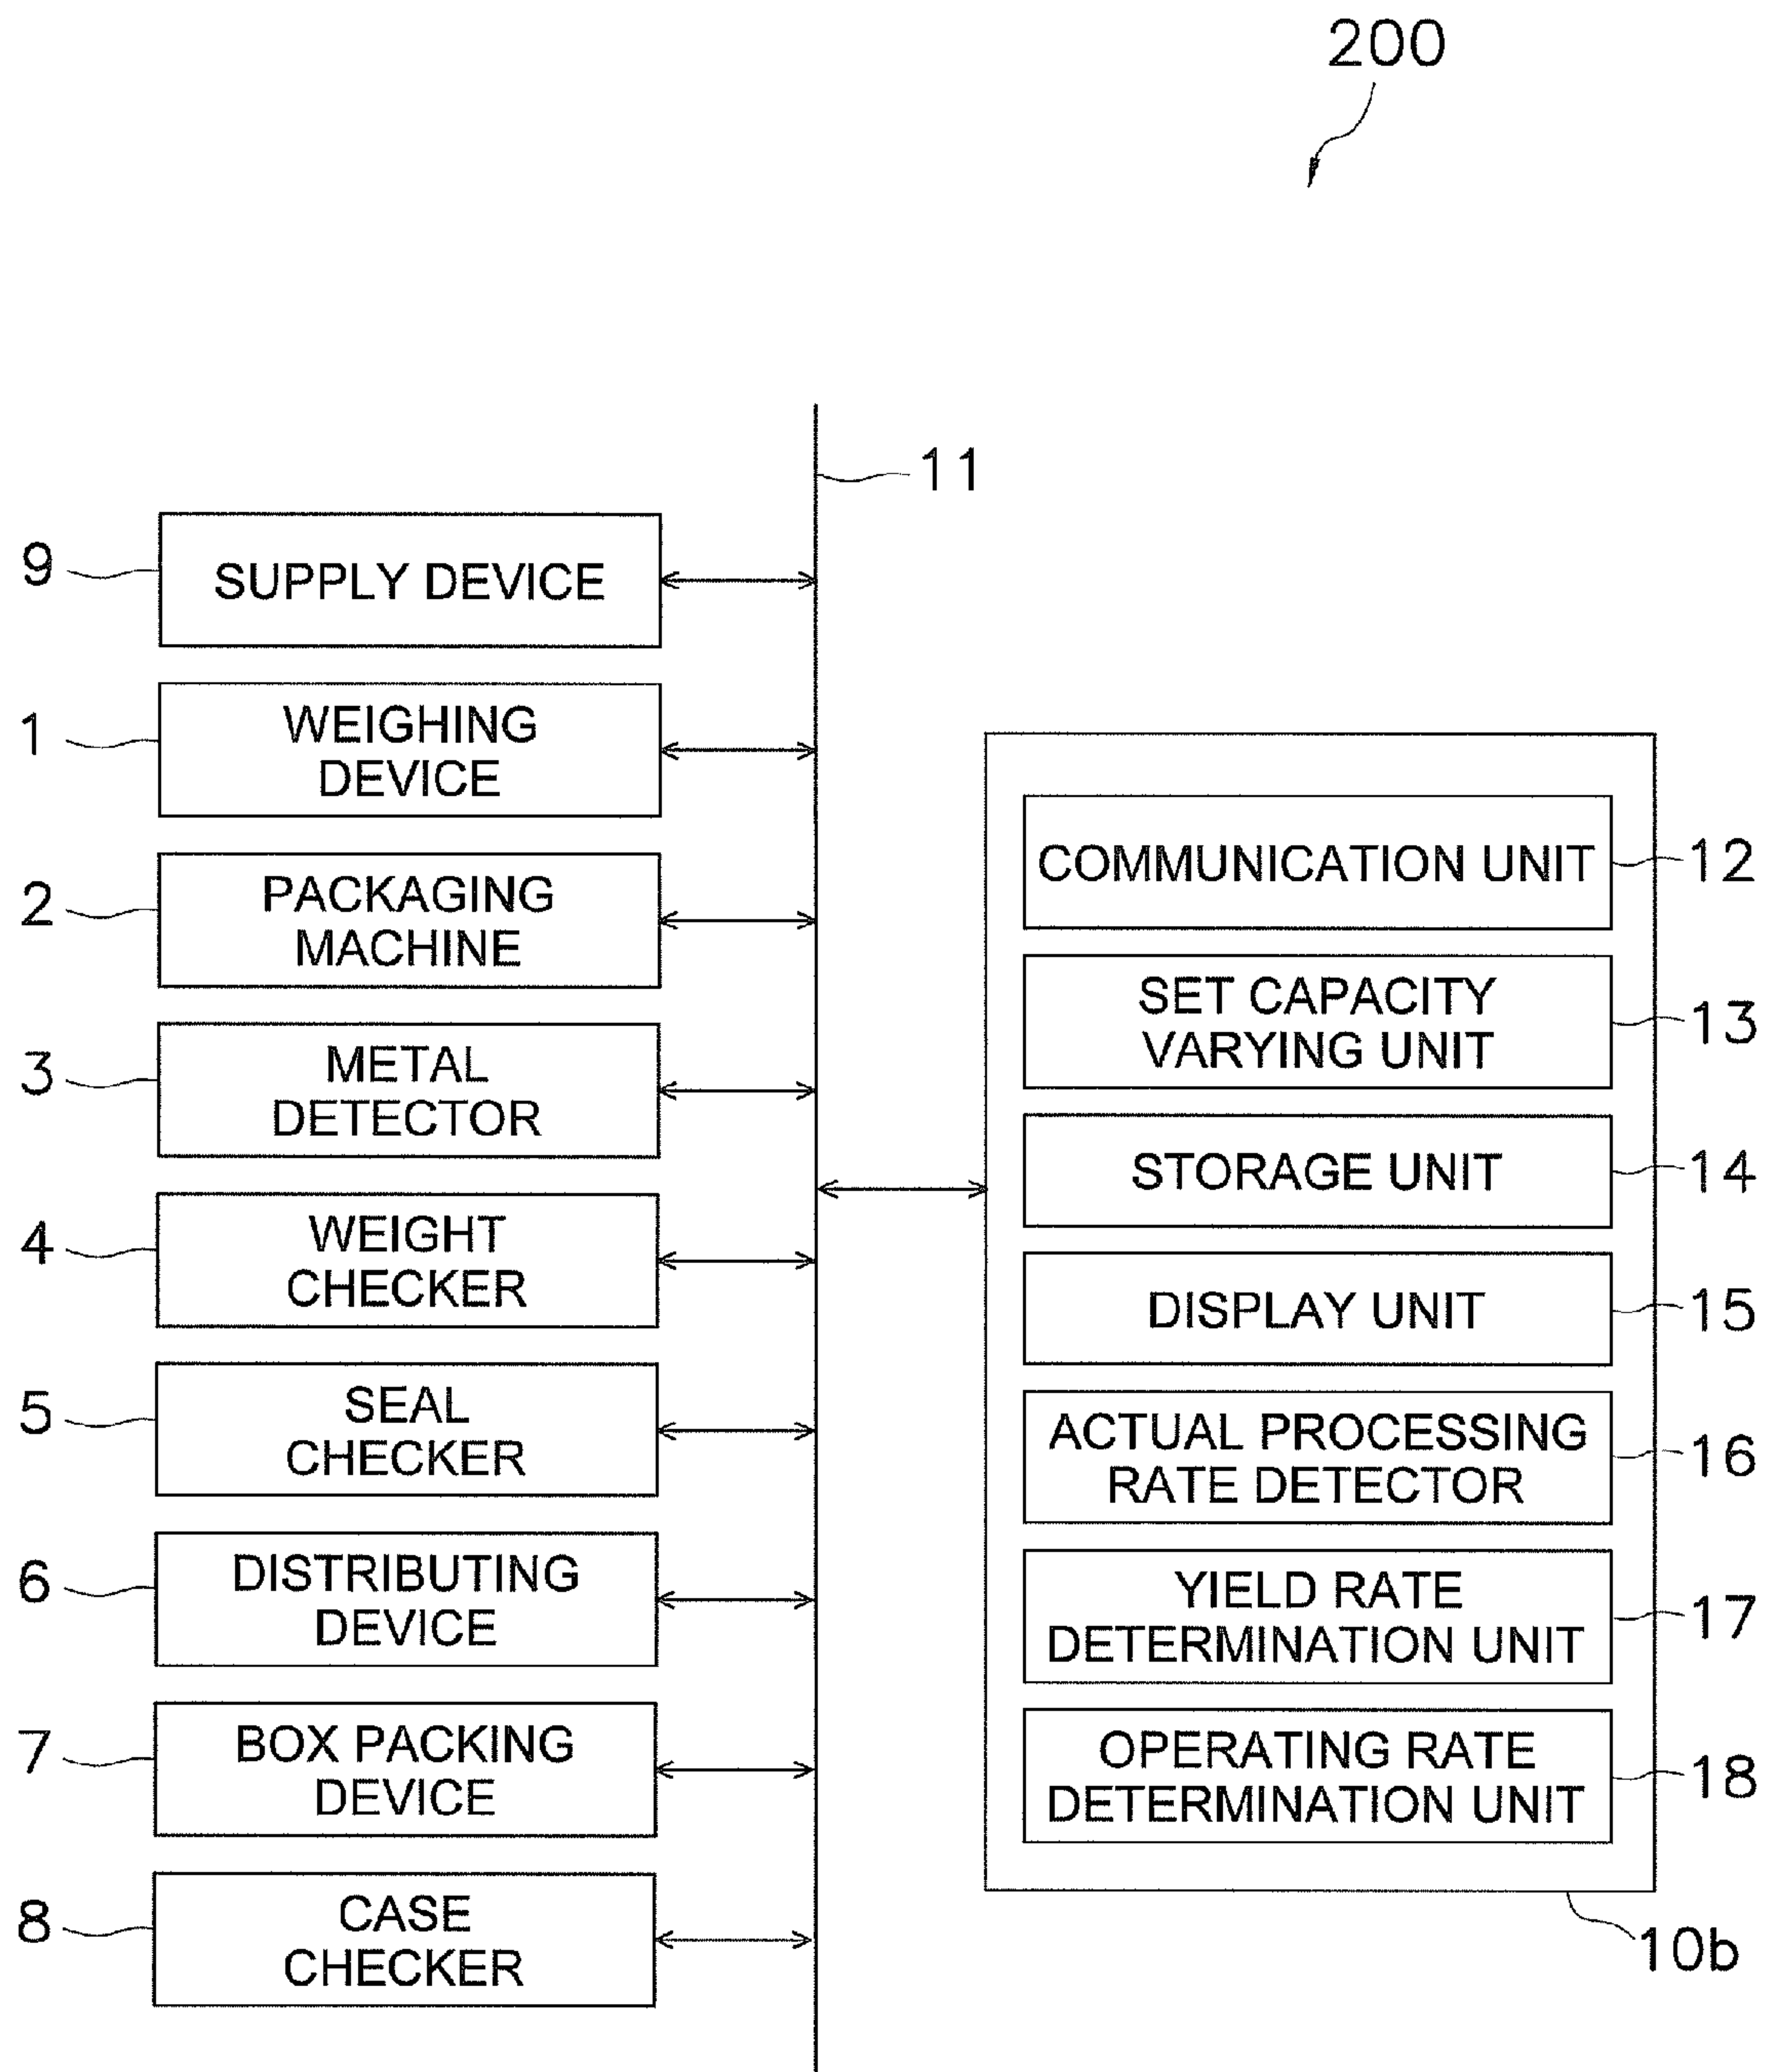 200
11
9
SUPPLY DEVICE
1
WEIGHING
DEVICE
2
PACKAGING
MACHINE
3
METAL
DETECTOR
4
WEIGHT
CHECKER
5
SEAL
CHECKER
6
DISTRIBUTING
DEVICE
7
BOX PACKING
DEVICE
8
CASE
CHECKER
COMMUNICATION UNIT
12
SET CAPACITY
VARYING UNIT
13
STORAGE UNIT
14
DISPLAY UNIT
15
ACTUAL PROCESSING
RATE DETECTOR
16
YIELD RATE
DETERMINATION UNIT
17
OPERATING RATE
DETERMINATION UNIT
18
10b